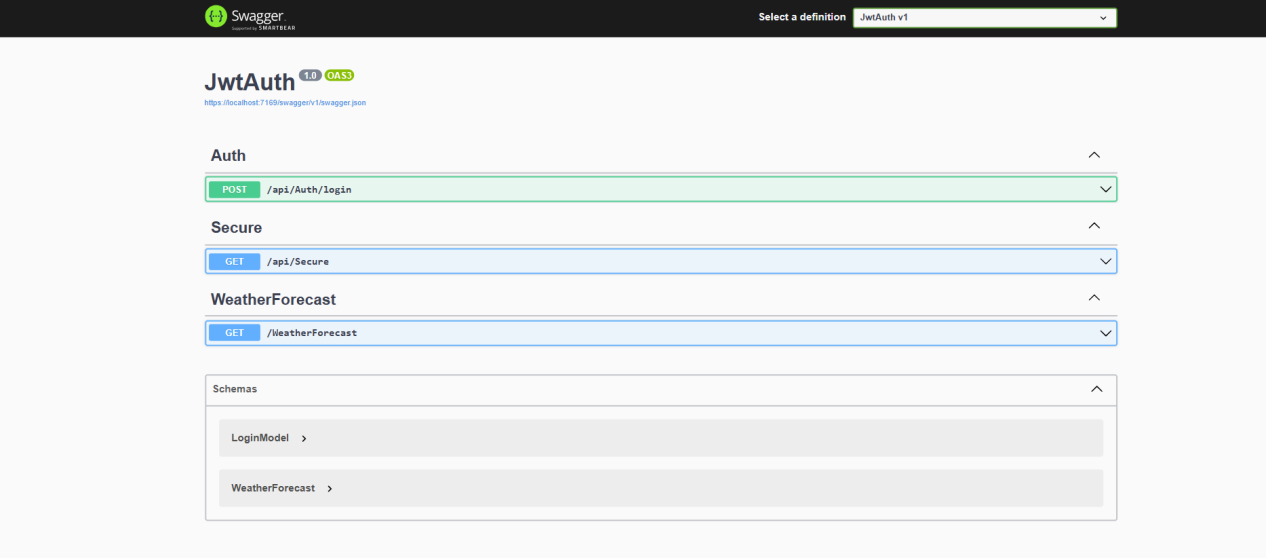 Swagger.
Supported by SMARTBEAR
Select a definition
JwtAuth v1
JwtAuth 1.0 OAS3
https://localhost:7169/swagger/v1/swagger.json
Auth
POST /api/Auth/login
Secure
GET /api/Secure
WeatherForecast
GET /WeatherForecast
Schemas
LoginModel
WeatherForecast